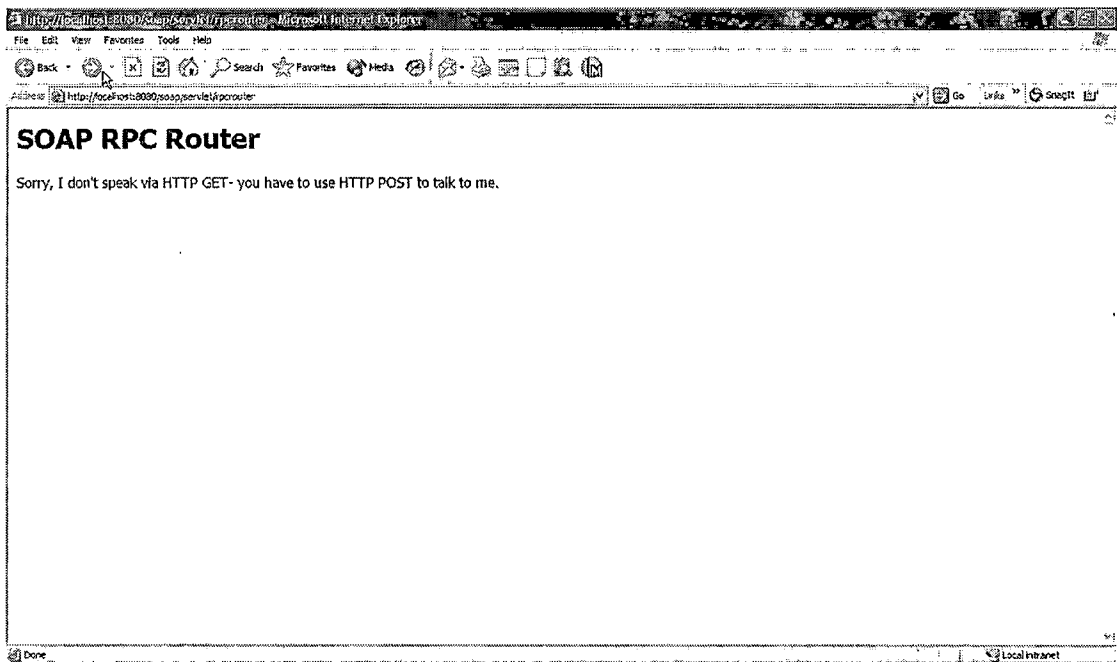 http://localhost:8080/soap/servlet/rpcrouter - Microsoft Internet Explorer
File Edit View Favorites Tools Help
Back Search Favorites Media
Address http://localhost:8080/soap/servlet/rpcrouter Go Links » SnagIt
SOAP RPC Router
Sorry, I don't speak via HTTP GET- you have to use HTTP POST to talk to me.
Done Local intranet